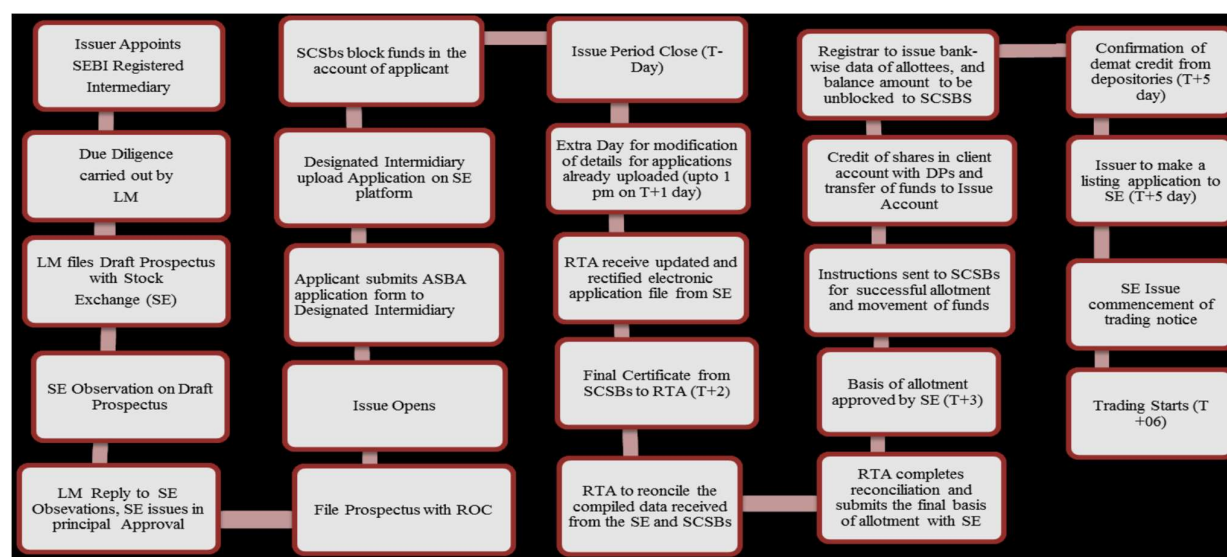 Issuer Appoints
SEBI Registered
Intermediary
Due Diligence
carried out by
LM
LM files Draft Prospectus
with Stock
Exchange (SE)
SE Observation on Draft
Prospectus
LM Reply to SE
Obsevations, SE issues in
principal Approval
File Prospectus with ROC
Issue Opens
Applicant submits ASBA
application form to
Designated Intermidiary
Designated Intermidiary
upload Application on SE
platform
SCSbs block funds in the
account of applicant
Issue Period Close (T-
Day)
Extra Day for modification
of details for applications
already uploaded (upto 1
pm on T+1 day)
RTA receive updated and
rectified electronic
application file from SE
Final Certificate from
SCSBs to RTA (T+2)
RTA to reconcile the
compiled data received
from the SE and SCSBs
RTA completes
reconciliation and
submits the final basis
of allotment with SE
Basis of allotment
approved by SE (T+3)
Instructions sent to SCSBs
for successful allotment
and movement of funds
Credit of shares in client
account with DPs and
transfer of funds to Issue
Account
Registrar to issue bank-
wise data of allottees, and
balance amount to be
unblocked to SCSBS
Confirmation of
demat credit from
depositories (T+5
day)
Issuer to make a
listing application to
SE (T+5 day)
SE Issue
commencement of
trading notice
Trading Starts (T
+06)